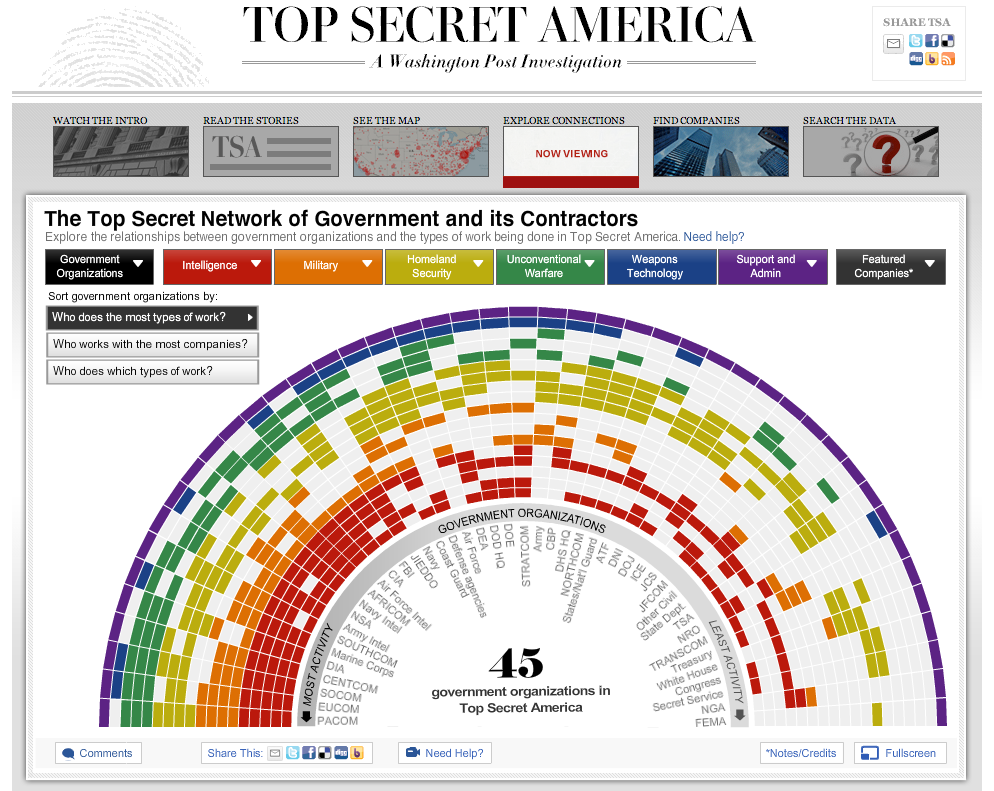 TOP SECRET AMERICA
A Washington Post Investigation
SHARE TSA
digg
WATCH THE INTRO
READ THE STORIES
SEE THE MAP
EXPLORE CONNECTIONS
FIND COMPANIES
SEARCH THE DATA
TSA
NOW VIEWING
???
?
??
The Top Secret Network of Government and its Contractors
Explore the relationships between government organizations and the types of work being done in Top Secret America. Need help?
Government
Organizations
Intelligence
Military
Homeland
Security
Unconventional
Warfare
Weapons
Technology
Support and
Admin
Featured
Companies*
Sort government organizations by:
Who does the most types of work?
Who works with the most companies?
Who does which types of work?
GOVERNMENT ORGANIZATIONS
MOST ACTIVITY
LEAST ACTIVITY
PACOM
EUCOM
SOCOM
CENTCOM
DIA
Marine Corps
SOUTHCOM
Army Intel
NSA
Navy Intel
AFRICOM
Air Force Intel
CIA
FBI
JIEDDO
Navy
Coast Guard
Defense agencies
Air Force
DEA
DOD HQ
DOE
STRATCOM
Army
CBP
DHS HQ
NORTHCOM
States/Nat'l Guard
ATF
DNI
DOJ
ICE
JCS
JFCOM
Other Civil
State Dept.
TSA
NRO
TRANSCOM
Treasury
White House
Congress
Secret Service
NGA
FEMA
45
government organizations in
Top Secret America
Comments
Share This:
digg
Need Help?
*Notes/Credits
Fullscreen